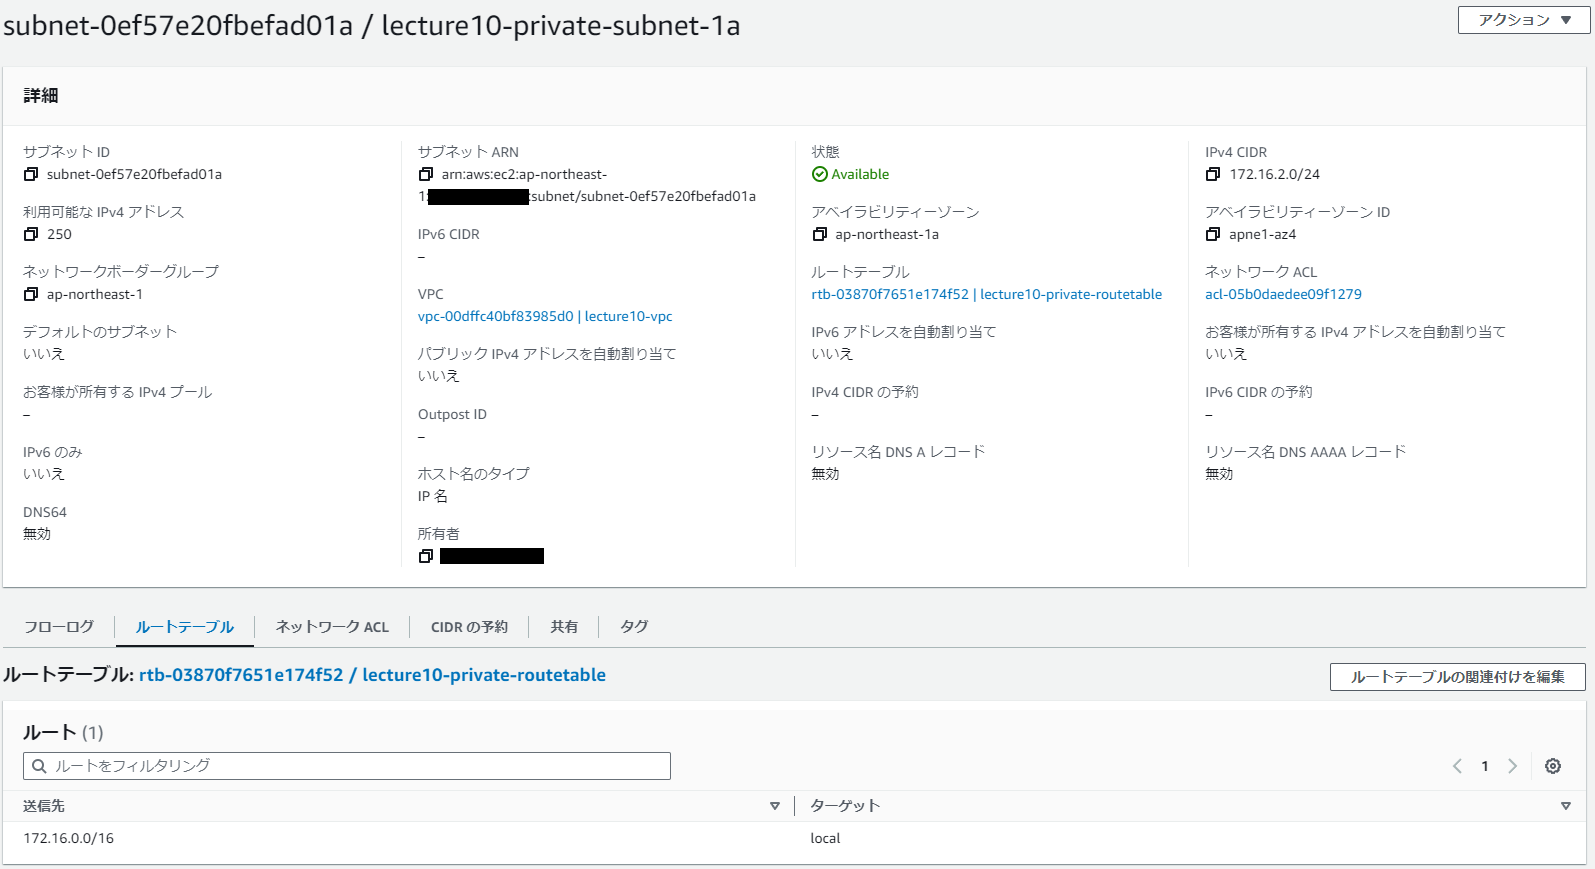 subnet-0ef57e20fbefad01a / lecture10-private-subnet-1a
アクション
詳細
サブネット ID
subnet-0ef57e20fbefad01a
利用可能な IPv4 アドレス
250
ネットワークボーダーグループ
ap-northeast-1
デフォルトのサブネット
いいえ
お客様が所有する IPv4 プール
–
IPv6 のみ
いいえ
DNS64
無効
サブネット ARN
arn:aws:ec2:ap-northeast-
1:
:subnet/subnet-0ef57e20fbefad01a
IPv6 CIDR
–
VPC
vpc-00dffc40bf83985d0 | lecture10-vpc
パブリック IPv4 アドレスを自動割り当て
いいえ
Outpost ID
–
ホスト名のタイプ
IP 名
所有者
状態
Available
アベイラビリティーゾーン
ap-northeast-1a
ルートテーブル
rtb-03870f7651e174f52 | lecture10-private-routetable
IPv6 アドレスを自動割り当て
いいえ
IPv4 CIDR の予約
–
リソース名 DNS A レコード
無効
IPv4 CIDR
172.16.2.0/24
アベイラビリティーゾーン ID
apne1-az4
ネットワーク ACL
acl-05b0daedee09f1279
お客様が所有する IPv4 アドレスを自動割り当て
いいえ
IPv6 CIDR の予約
–
リソース名 DNS AAAA レコード
無効
フローログ
ルートテーブル
ネットワーク ACL
CIDR の予約
共有
タグ
ルートテーブル: rtb-03870f7651e174f52 / lecture10-private-routetable
ルートテーブルの関連付けを編集
ルート (1)
ルートをフィルタリング
1
送信先
ターゲット
172.16.0.0/16
local